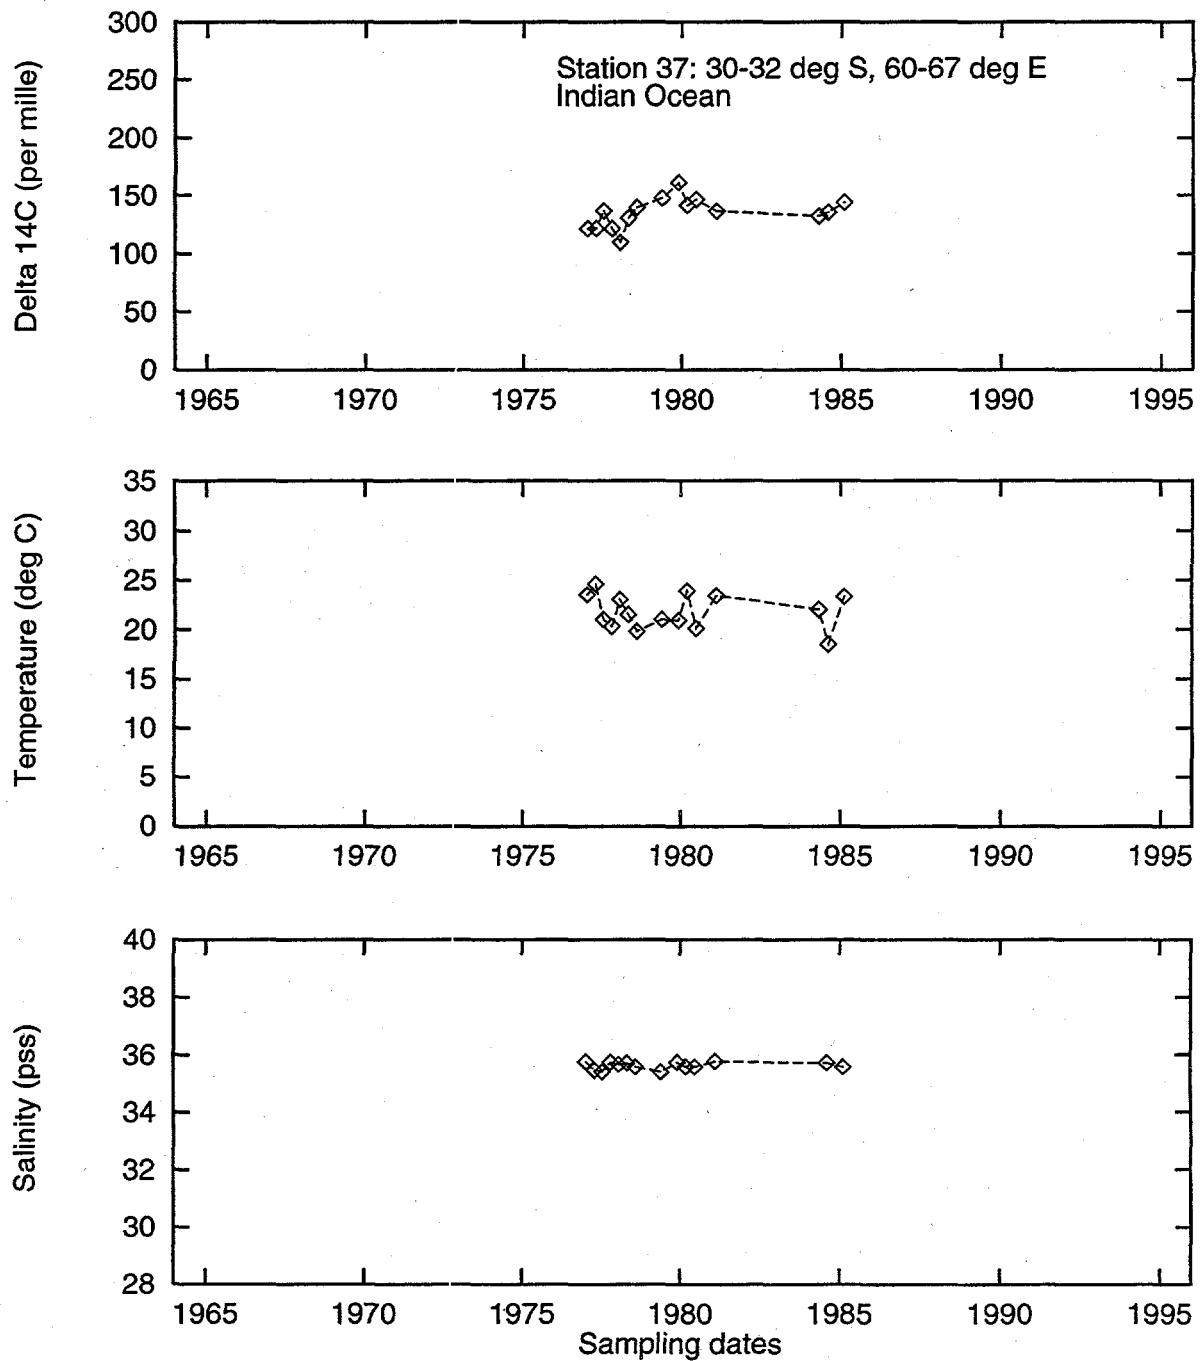 300
250
200
150
100
50
0
Delta 14C (per mille)
Station 37: 30-32 deg S, 60-67 deg E
Indian Ocean
1965 1970 1975 1980 1985 1990 1995
35
30
25
20
15
10
5
0
Temperature (deg C)
1965 1970 1975 1980 1985 1990 1995
40
38
36
34
32
30
28
Salinity (pss)
1965 1970 1975 1980 1985 1990 1995
Sampling dates